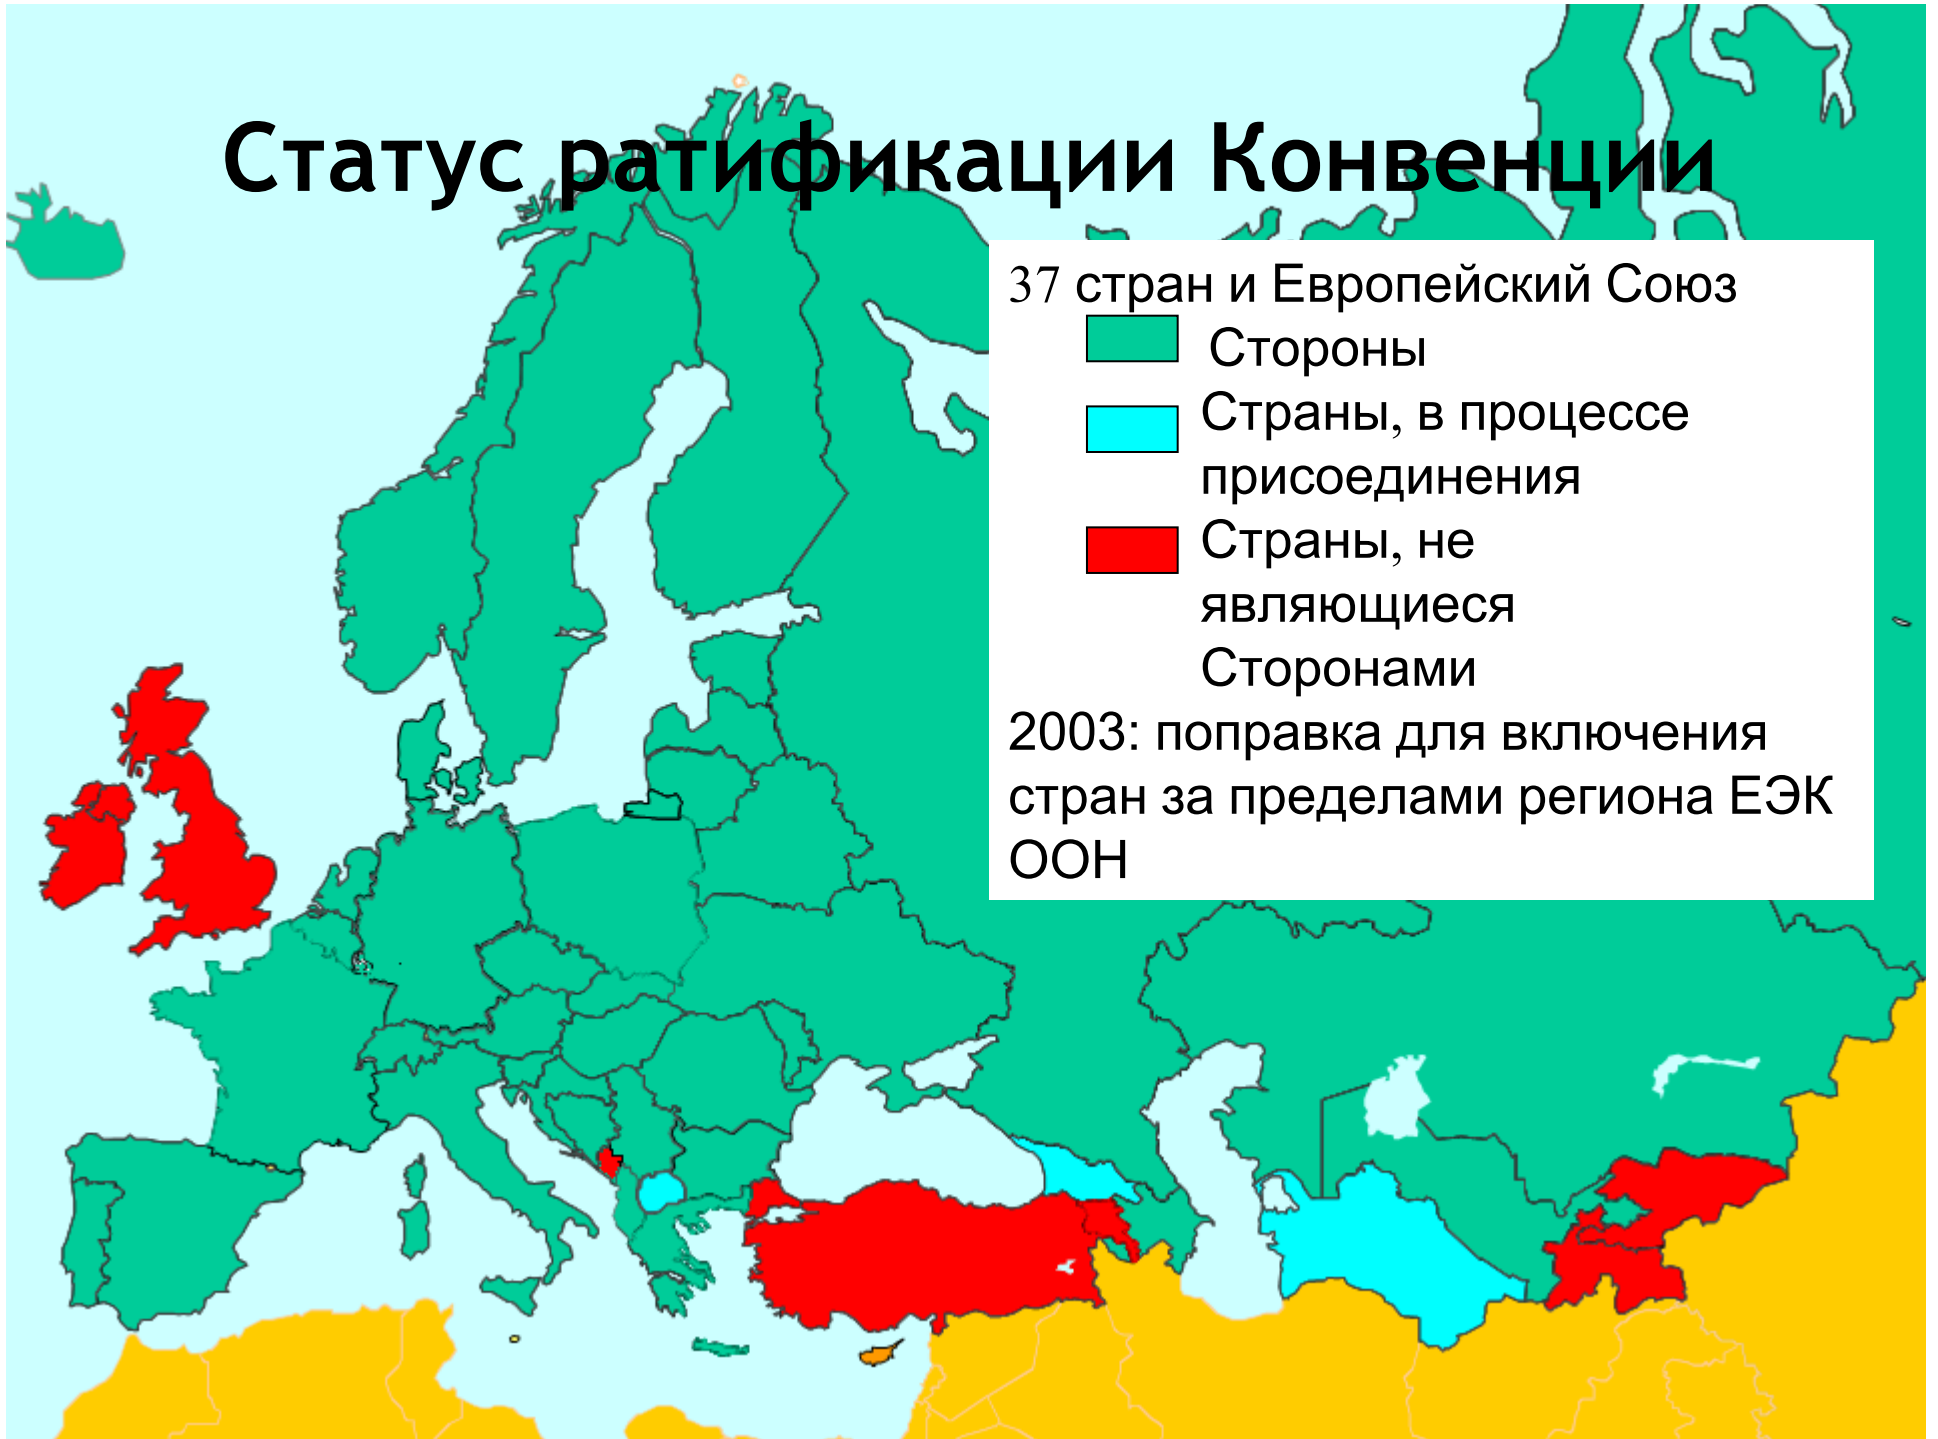 Статус ратификации Конвенции
37 стран и Европейский Союз
Стороны
Страны, в процессе
присоединения
Страны, не
являющиеся
Сторонами
2003: поправка для включения
стран за пределами региона ЕЭК
ООН